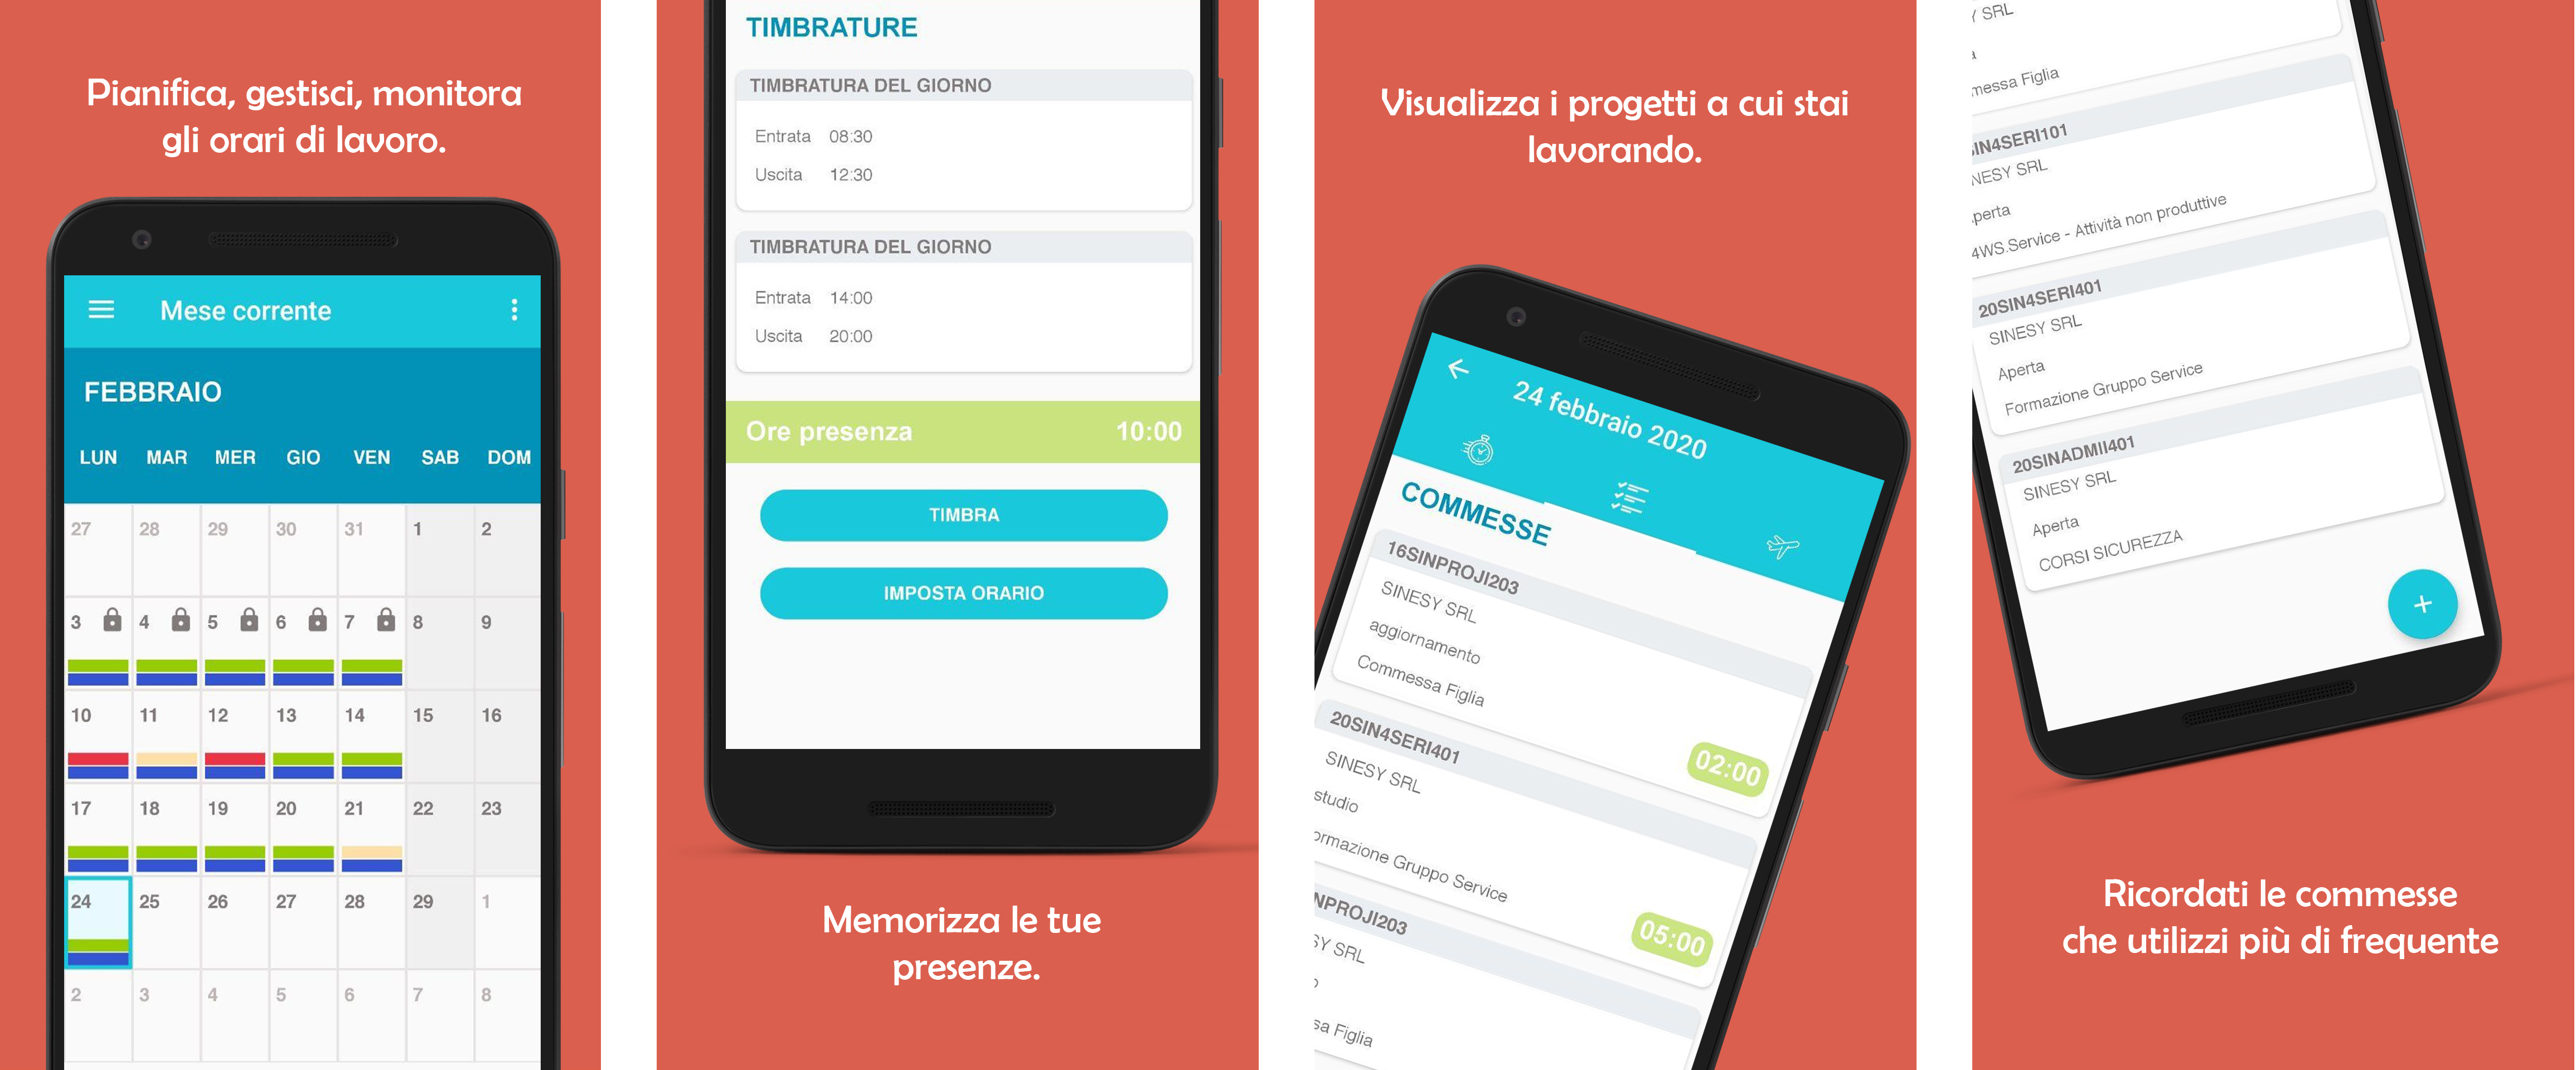 Pianifica, gestisci, monitora
gli orari di lavoro.
Mese corrente
FEBBRAIO
LUN MAR MER GIO VEN SAB DOM
27 28 29 30 31 1 2
3 4 5 6 7 8 9
10 11 12 13 14 15 16
17 18 19 20 21 22 23
24 25 26 27 28 29 1
2 3 4 5 6 7 8
TIMBRATURE
TIMBRATURA DEL GIORNO
Entrata 08:30
Uscita 12:30
TIMBRATURA DEL GIORNO
Entrata 14:00
Uscita 20:00
Ore presenza 10:00
TIMBRA
IMPOSTA ORARIO
Memorizza le tue
presenze.
Visualizza i progetti a cui stai
lavorando.
24 febbraio 2020
COMMESSE
16SINPROJI203
SINESY SRL
aggiornamento
Commessa Figlia
02:00
20SIN4SERI401
SINESY SRL
studio
ormazione Gruppo Service
05:00
NPROJI203
SY SRL
sa Figlia
Y SRL
messa Figlia
IN4SERI101
NESY SRL
perta
4WS.Service - Attività non produttive
20SIN4SERI401
SINESY SRL
Aperta
Formazione Gruppo Service
20SINADMII401
SINESY SRL
Aperta
CORSI SICUREZZA
+
Ricordati le commesse
che utilizzi più di frequente